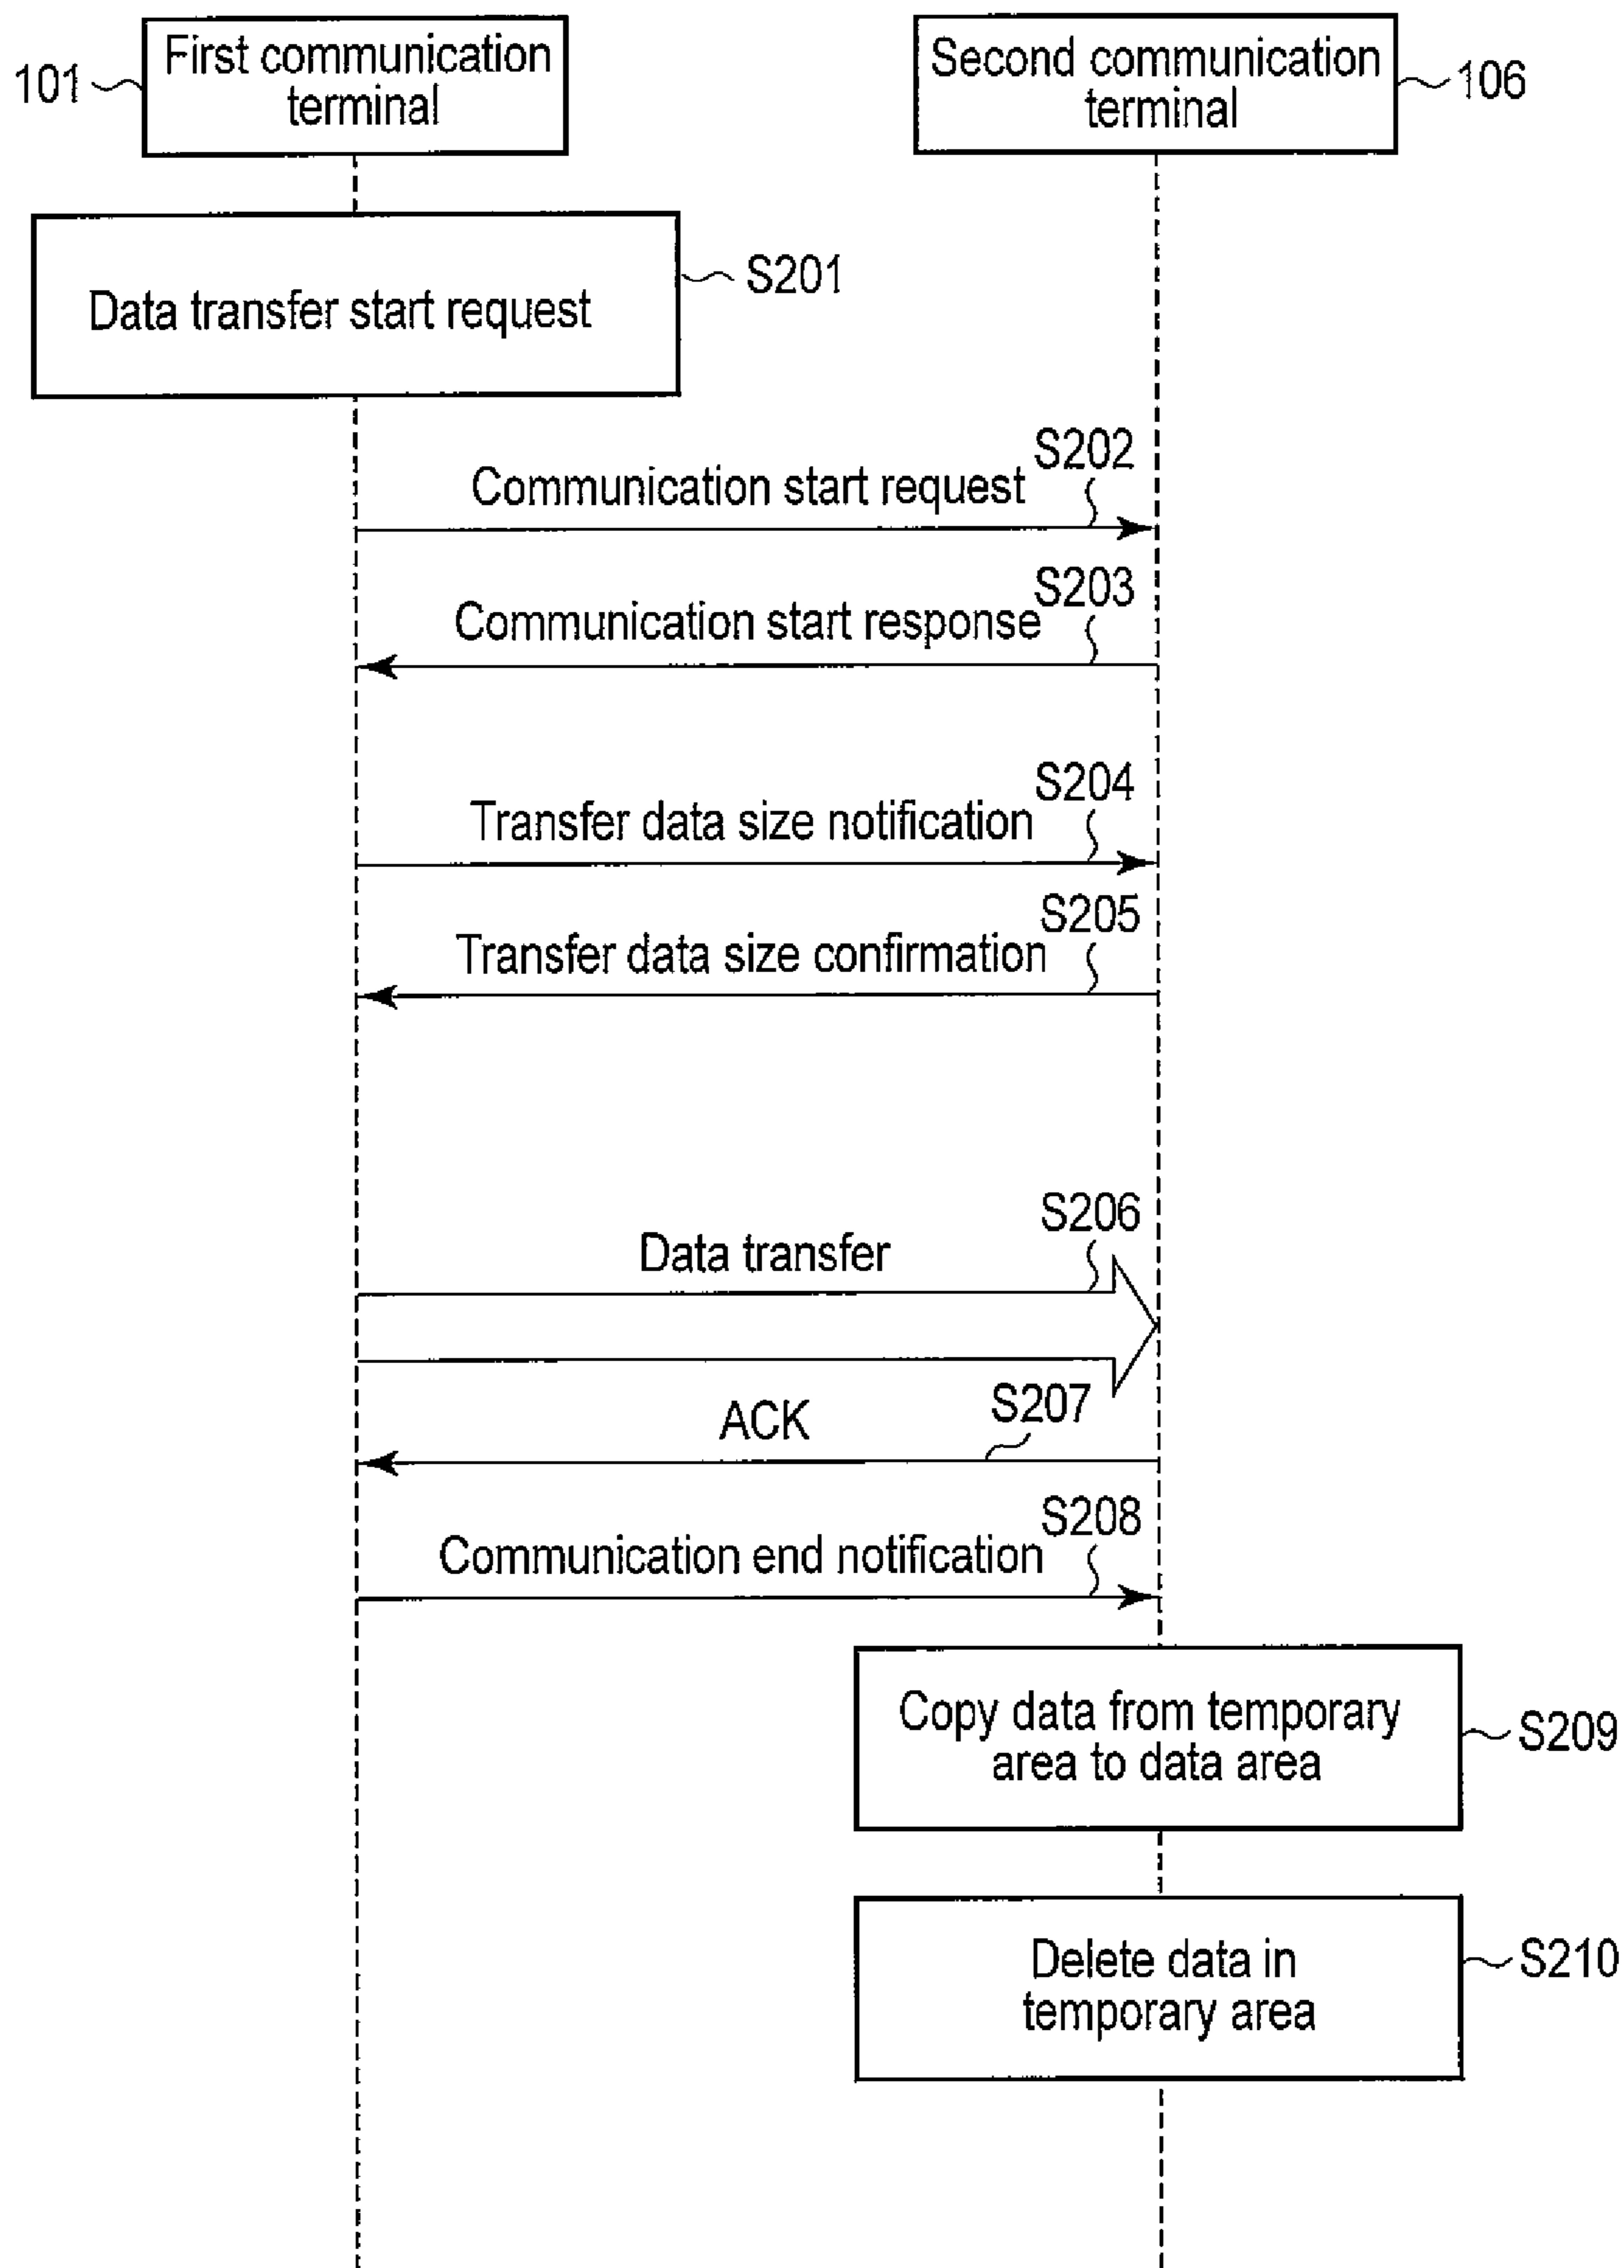 First communication
terminal
101
Second communication
terminal
106
Data transfer start request
S201
S202
Communication start request
S203
Communication start response
S204
Transfer data size notification
S205
Transfer data size confirmation
S206
Data transfer
S207
ACK
S208
Communication end notification
Copy data from temporary
area to data area
S209
Delete data in
temporary area
S210